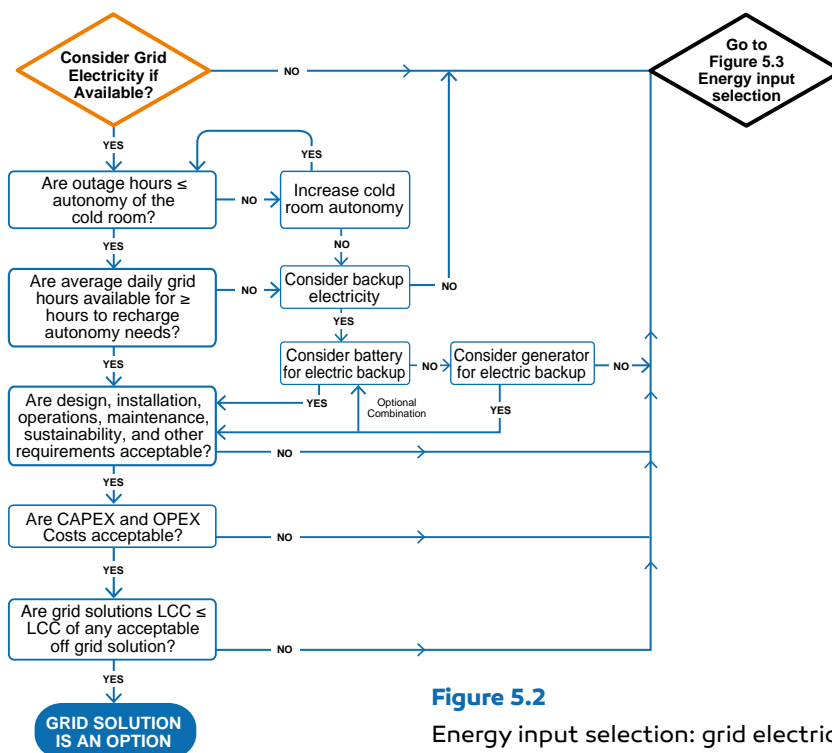 Consider Grid
Electricity if
Available?
NO
Go to
Figure 5.3
Energy input
selection
YES
YES
Are outage hours ≤
autonomy of the
cold room?
NO
Increase cold
room autonomy
YES
NO
Are average daily grid
hours available for ≥
hours to recharge
autonomy needs?
NO
Consider backup
electricity
NO
YES
YES
Consider battery
for electric backup
NO
Consider generator
for electric backup
NO
YES
Optional
Combination
YES
Are design, installation,
operations, maintenance,
sustainability, and other
requirements acceptable?
NO
YES
Are CAPEX and OPEX
Costs acceptable?
NO
YES
Are grid solutions LCC ≤
LCC of any acceptable
off grid solution?
NO
YES
GRID SOLUTION
IS AN OPTION
Figure 5.2
Energy input selection: grid electric